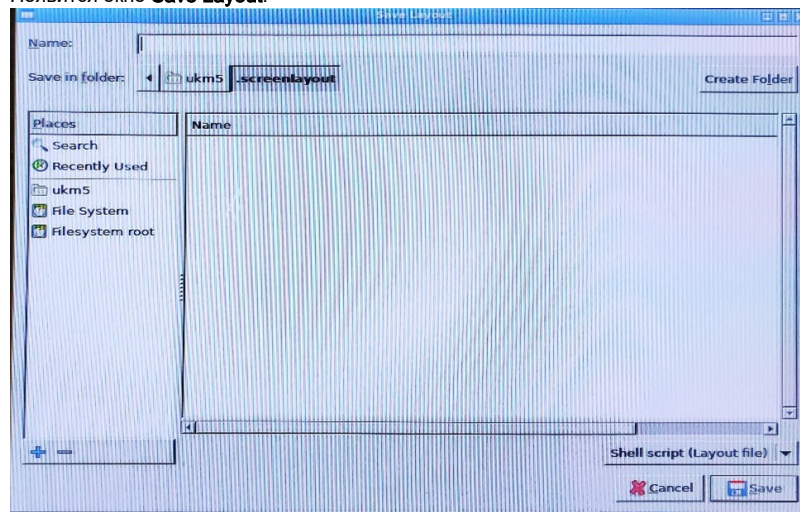 Появится окно Save Layout.
Save Layout
Name:
Save in folder: ukm5 .screenlayout Create Folder
Places Name
Search
Recently Used
ukm5
File System
Filesystem root
Shell script (Layout file)
Cancel Save